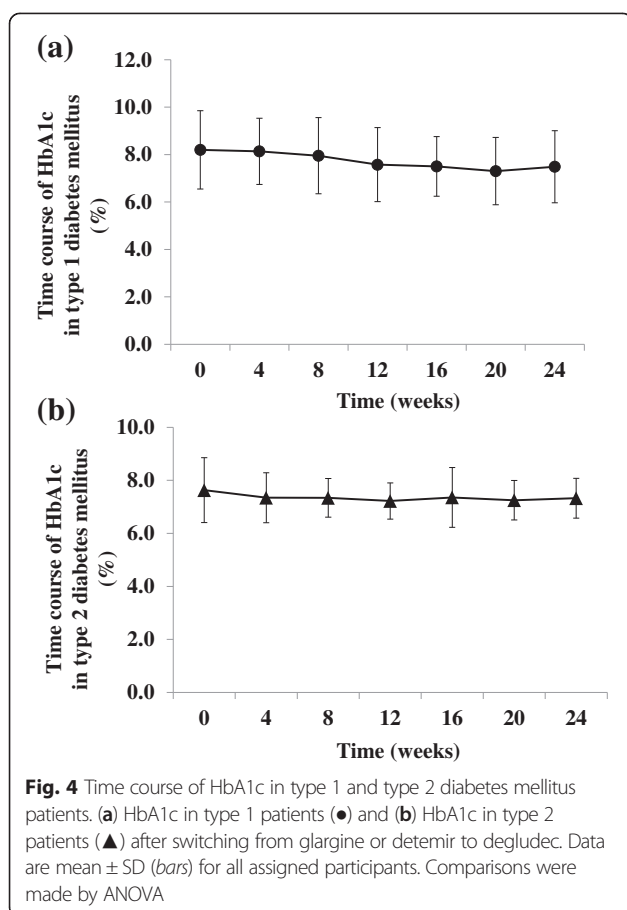 (a)
12.0
10.0
8.0
6.0
4.0
2.0
0.0
Time course of HbA1c
in type 1 diabetes mellitus
(%)
0 4 8 12 16 20 24
Time (weeks)
(b)
10.0
8.0
6.0
4.0
2.0
0.0
Time course of HbA1c
in type 2 diabetes mellitus
(%)
0 4 8 12 16 20 24
Time (weeks)
Fig. 4 Time course of HbA1c in type 1 and type 2 diabetes mellitus
patients. (a) HbA1c in type 1 patients (●) and (b) HbA1c in type 2
patients (▲) after switching from glargine or detemir to degludec. Data
are mean ± SD (bars) for all assigned participants. Comparisons were
made by ANOVA